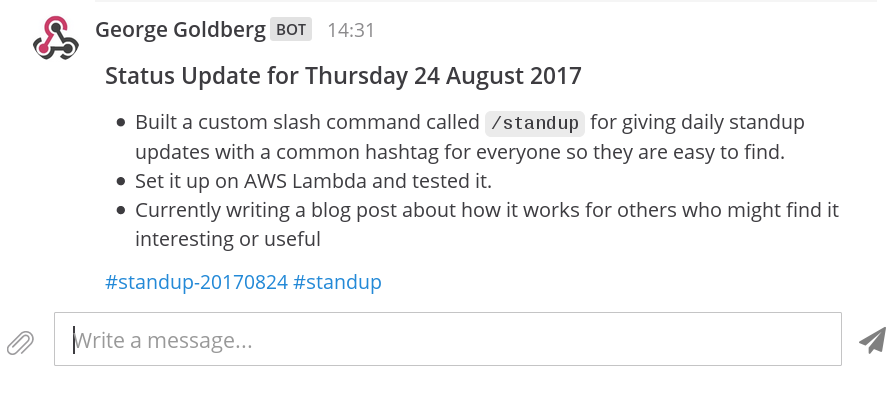 George Goldberg BOT 14:31
Status Update for Thursday 24 August 2017
• Built a custom slash command called /standup for giving daily standup
updates with a common hashtag for everyone so they are easy to find.
• Set it up on AWS Lambda and tested it.
• Currently writing a blog post about how it works for others who might find it
interesting or useful
#standup-20170824 #standup
Write a message...